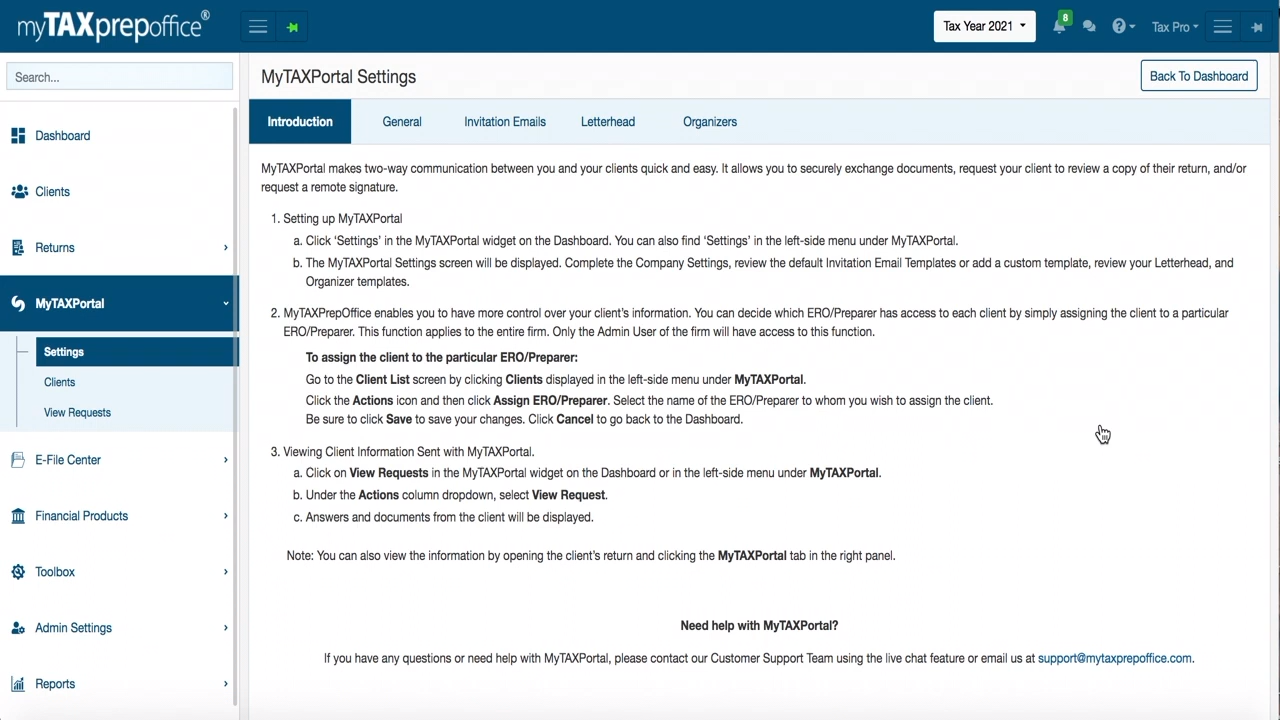 myTAXprepoffice®
Tax Year 2021
8
Tax Pro
Search...
Dashboard
Clients
Returns
MyTAXPortal
Settings
Clients
View Requests
E-File Center
Financial Products
Toolbox
Admin Settings
Reports
MyTAXPortal Settings
Back To Dashboard
Introduction
General
Invitation Emails
Letterhead
Organizers
MyTAXPortal makes two-way communication between you and your clients quick and easy. It allows you to securely exchange documents, request your client to review a copy of their return, and/or
request a remote signature.
1. Setting up MyTAXPortal
a. Click ‘Settings’ in the MyTAXPortal widget on the Dashboard. You can also find ‘Settings’ in the left-side menu under MyTAXPortal.
b. The MyTAXPortal Settings screen will be displayed. Complete the Company Settings, review the default Invitation Email Templates or add a custom template, review your Letterhead, and
Organizer templates.
2. MyTAXPrepOffice enables you to have more control over your client’s information. You can decide which ERO/Preparer has access to each client by simply assigning the client to a particular
ERO/Preparer. This function applies to the entire firm. Only the Admin User of the firm will have access to this function.
To assign the client to the particular ERO/Preparer:
Go to the Client List screen by clicking Clients displayed in the left-side menu under MyTAXPortal.
Click the Actions icon and then click Assign ERO/Preparer. Select the name of the ERO/Preparer to whom you wish to assign the client.
Be sure to click Save to save your changes. Click Cancel to go back to the Dashboard.
3. Viewing Client Information Sent with MyTAXPortal.
a. Click on View Requests in the MyTAXPortal widget on the Dashboard or in the left-side menu under MyTAXPortal.
b. Under the Actions column dropdown, select View Request.
c. Answers and documents from the client will be displayed.
Note: You can also view the information by opening the client’s return and clicking the MyTAXPortal tab in the right panel.
Need help with MyTAXPortal?
If you have any questions or need help with MyTAXPortal, please contact our Customer Support Team using the live chat feature or email us at support@mytaxprepoffice.com.